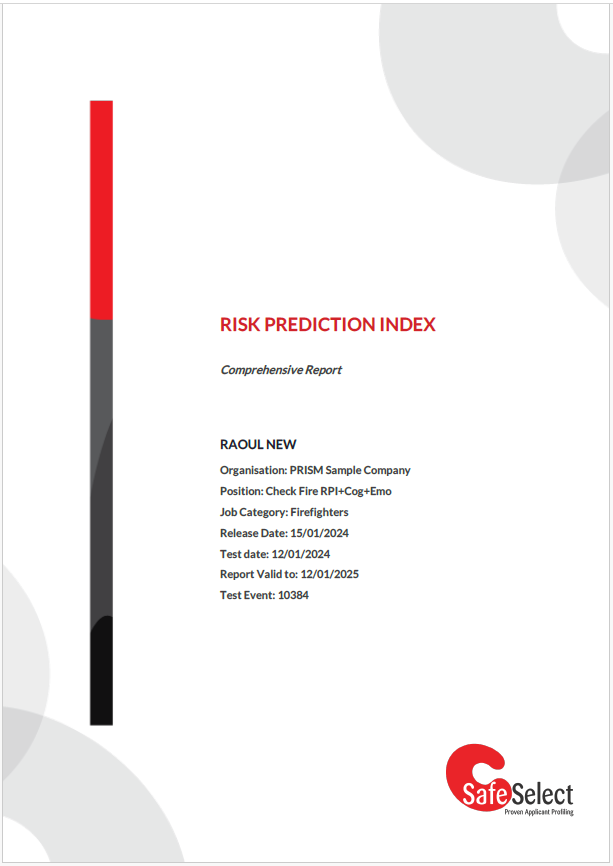 RISK PREDICTION INDEX
Comprehensive Report
RAOUL NEW
Organisation: PRISM Sample Company
Position: Check Fire RPI+Cog+Emo
Job Category: Firefighters
Release Date: 15/01/2024
Test date: 12/01/2024
Report Valid to: 12/01/2025
Test Event: 10384
SafeSelect
Proven Applicant Profiling